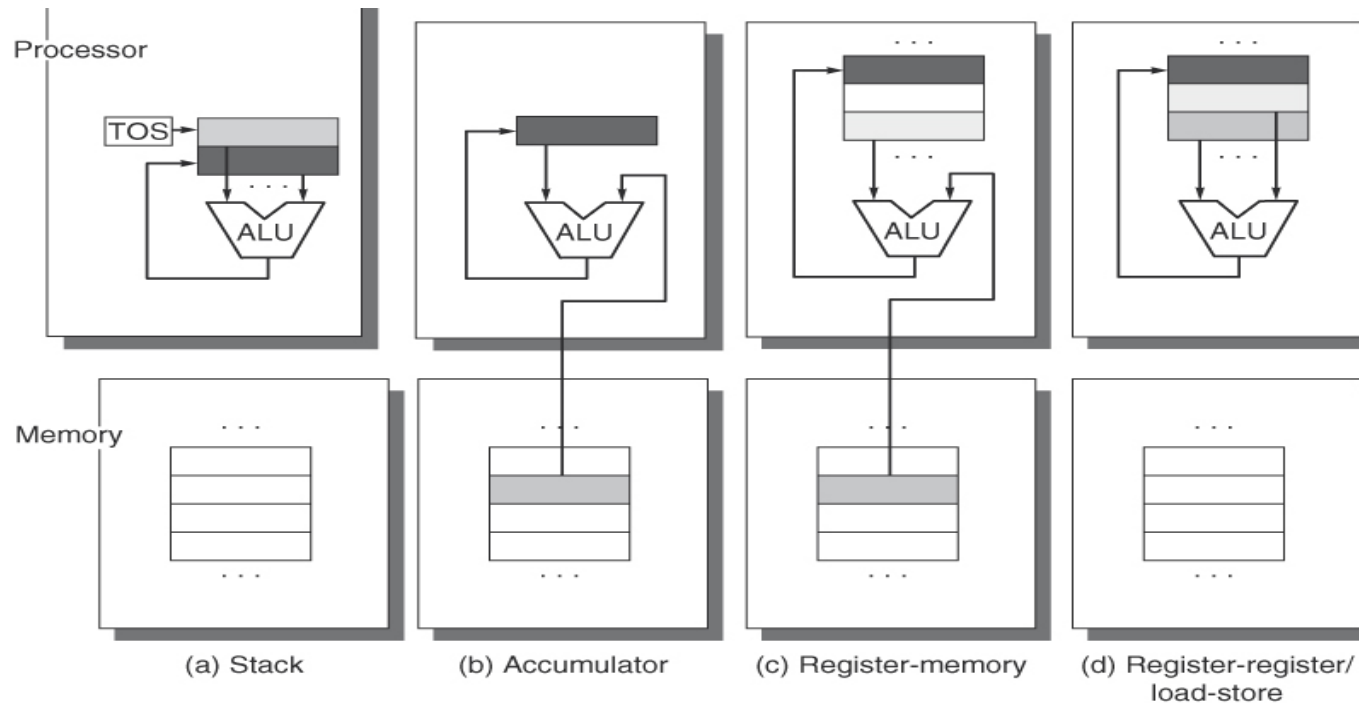 Processor
. . .
. . .
TOS
. . .
. . .
. . .
ALU
ALU
ALU
ALU
Memory
. . .
. . .
. . .
. . .
. . .
. . .
. . .
. . .
(a) Stack
(b) Accumulator
(c) Register-memory
(d) Register-register/
load-store